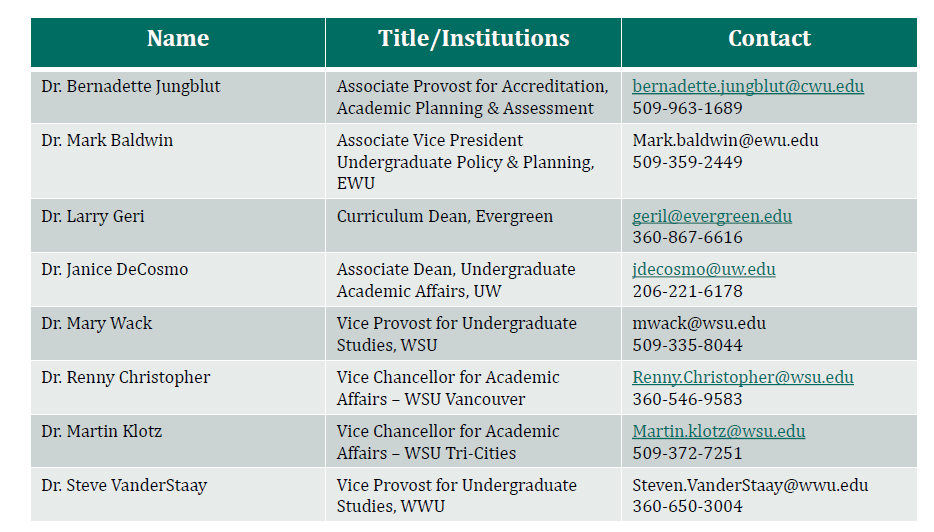 Name Title/Institutions Contact
Dr. Bernadette Jungblut Associate Provost for Accreditation, bernadette.jungblut@cwu.edu
Academic Planning & Assessment 509-963-1689
Dr. Mark Baldwin Associate Vice President Mark.baldwin@ewu.edu
Undergraduate Policy & Planning, 509-359-2449
EWU
Dr. Larry Geri Curriculum Dean, Evergreen geril@evergreen.edu
360-867-6616
Dr. Janice DeCosmo Associate Dean, Undergraduate jdecosmo@uw.edu
Academic Affairs, UW 206-221-6178
Dr. Mary Wack Vice Provost for Undergraduate mwack@wsu.edu
Studies, WSU 509-335-8044
Dr. Renny Christopher Vice Chancellor for Academic Renny.Christopher@wsu.edu
Affairs – WSU Vancouver 360-546-9583
Dr. Martin Klotz Vice Chancellor for Academic Martin.klotz@wsu.edu
Affairs – WSU Tri-Cities 509-372-7251
Dr. Steve VanderStaay Vice Provost for Undergraduate Steven.VanderStaay@wwu.edu
Studies, WWU 360-650-3004